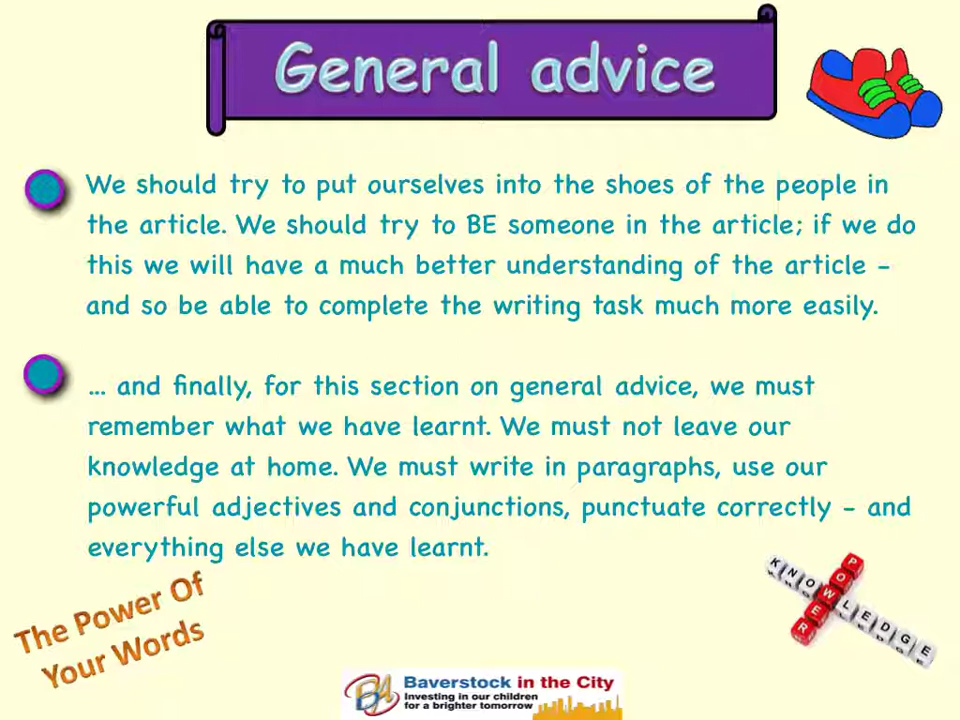 General advice
We should try to put ourselves into the shoes of the people in
the article. We should try to BE someone in the article; if we do
this we will have a much better understanding of the article -
and so be able to complete the writing task much more easily.
... and finally, for this section on general advice, we must
remember what we have learnt. We must not leave our
knowledge at home. We must write in paragraphs, use our
powerful adjectives and conjunctions, punctuate correctly - and
everything else we have learnt.
The Power Of
Your Words
KNOWLEDGE
POWER
BA
Baverstock in the City
Investing in our children
for a brighter tomorrow